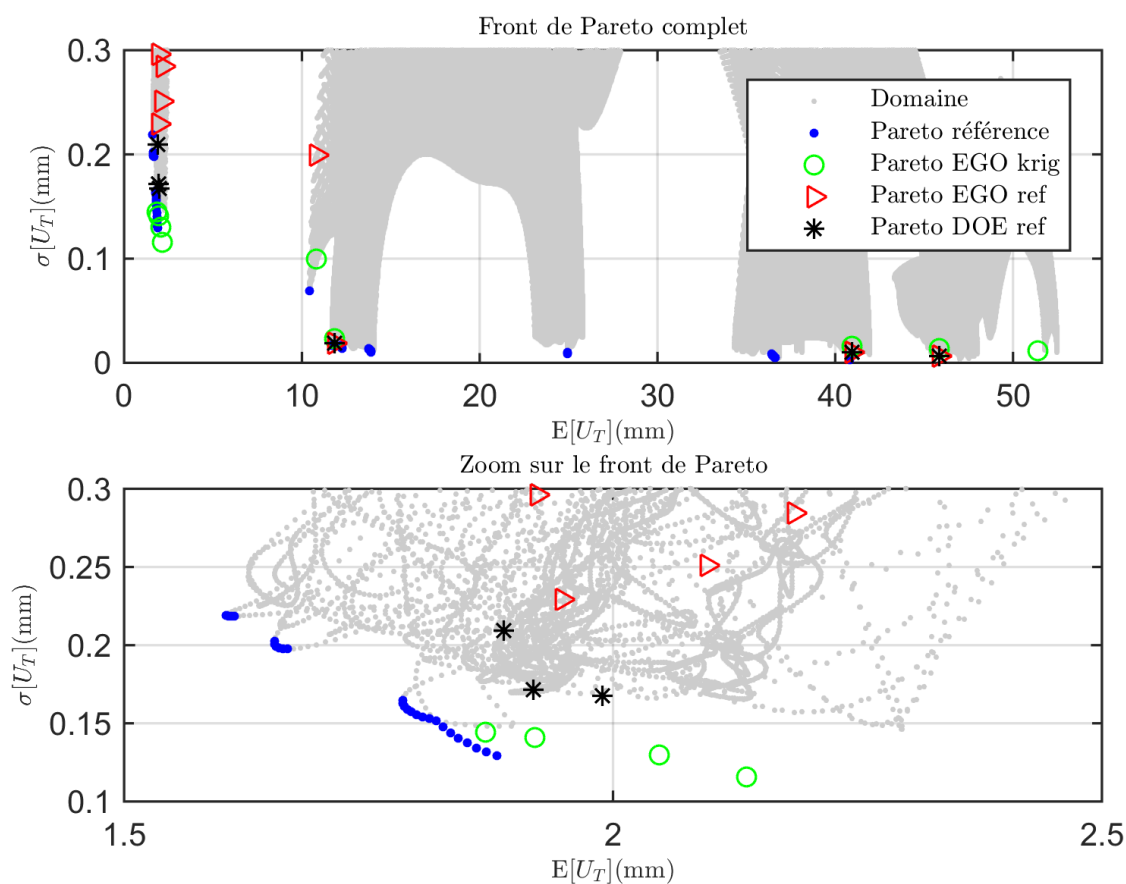 Front de Pareto complet
0.3
0.2
0.1
0
σ[U_T](mm)
Domaine
Pareto référence
Pareto EGO krig
Pareto EGO ref
Pareto DOE ref
0 10 20 30 40 50
E[U_T](mm)
Zoom sur le front de Pareto
0.3
0.25
0.2
0.15
0.1
σ[U_T](mm)
1.5 2 2.5
E[U_T](mm)